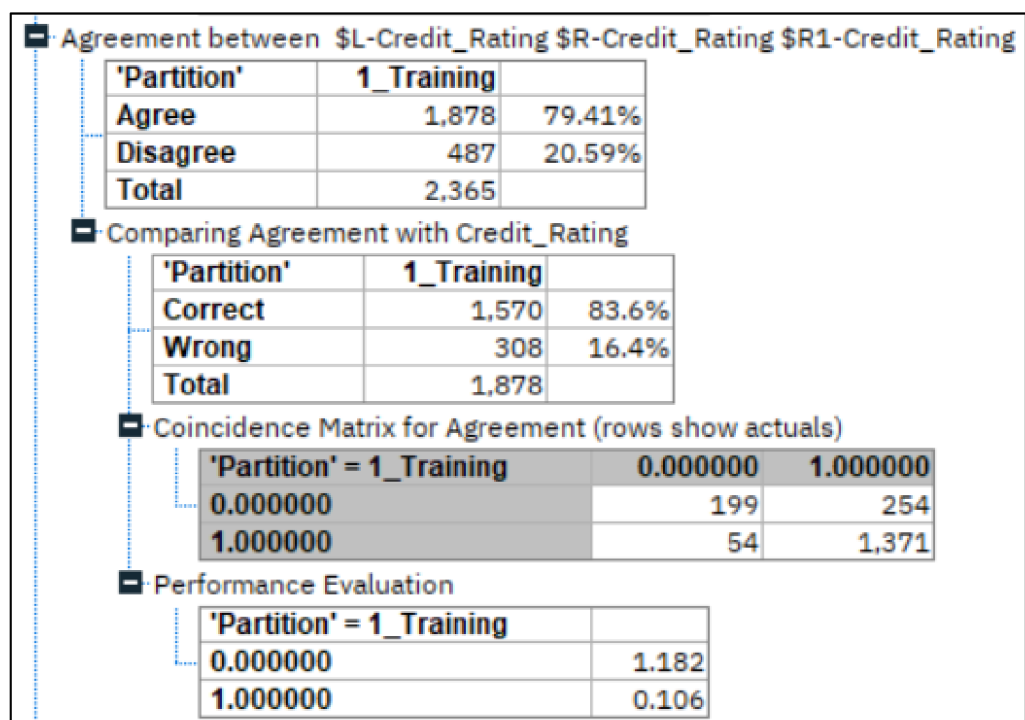 Agreement between $L-Credit_Rating $R-Credit_Rating $R1-Credit_Rating
'Partition' 1_Training
Agree 1,878 79.41%
Disagree 487 20.59%
Total 2,365
Comparing Agreement with Credit_Rating
'Partition' 1_Training
Correct 1,570 83.6%
Wrong 308 16.4%
Total 1,878
Coincidence Matrix for Agreement (rows show actuals)
'Partition' = 1_Training 0.000000 1.000000
0.000000 199 254
1.000000 54 1,371
Performance Evaluation
'Partition' = 1_Training
0.000000 1.182
1.000000 0.106